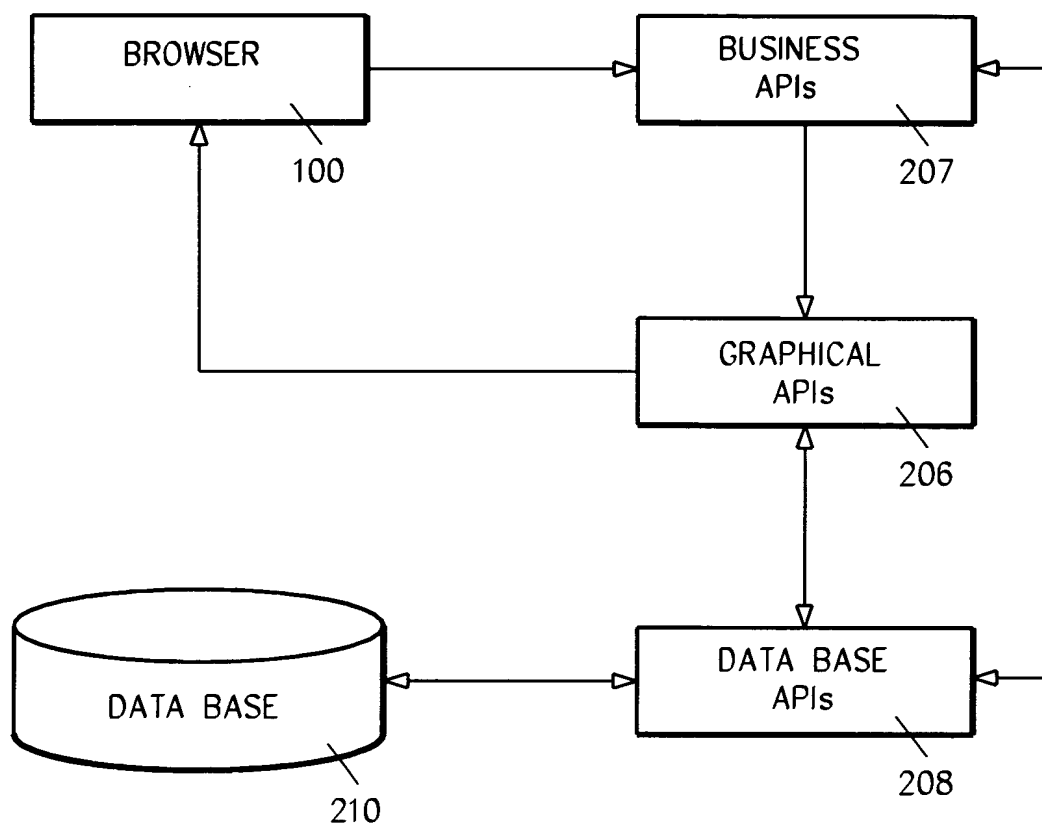 BROWSER
100
BUSINESS
APIs
207
GRAPHICAL
APIs
206
DATA BASE
210
DATA BASE
APIs
208